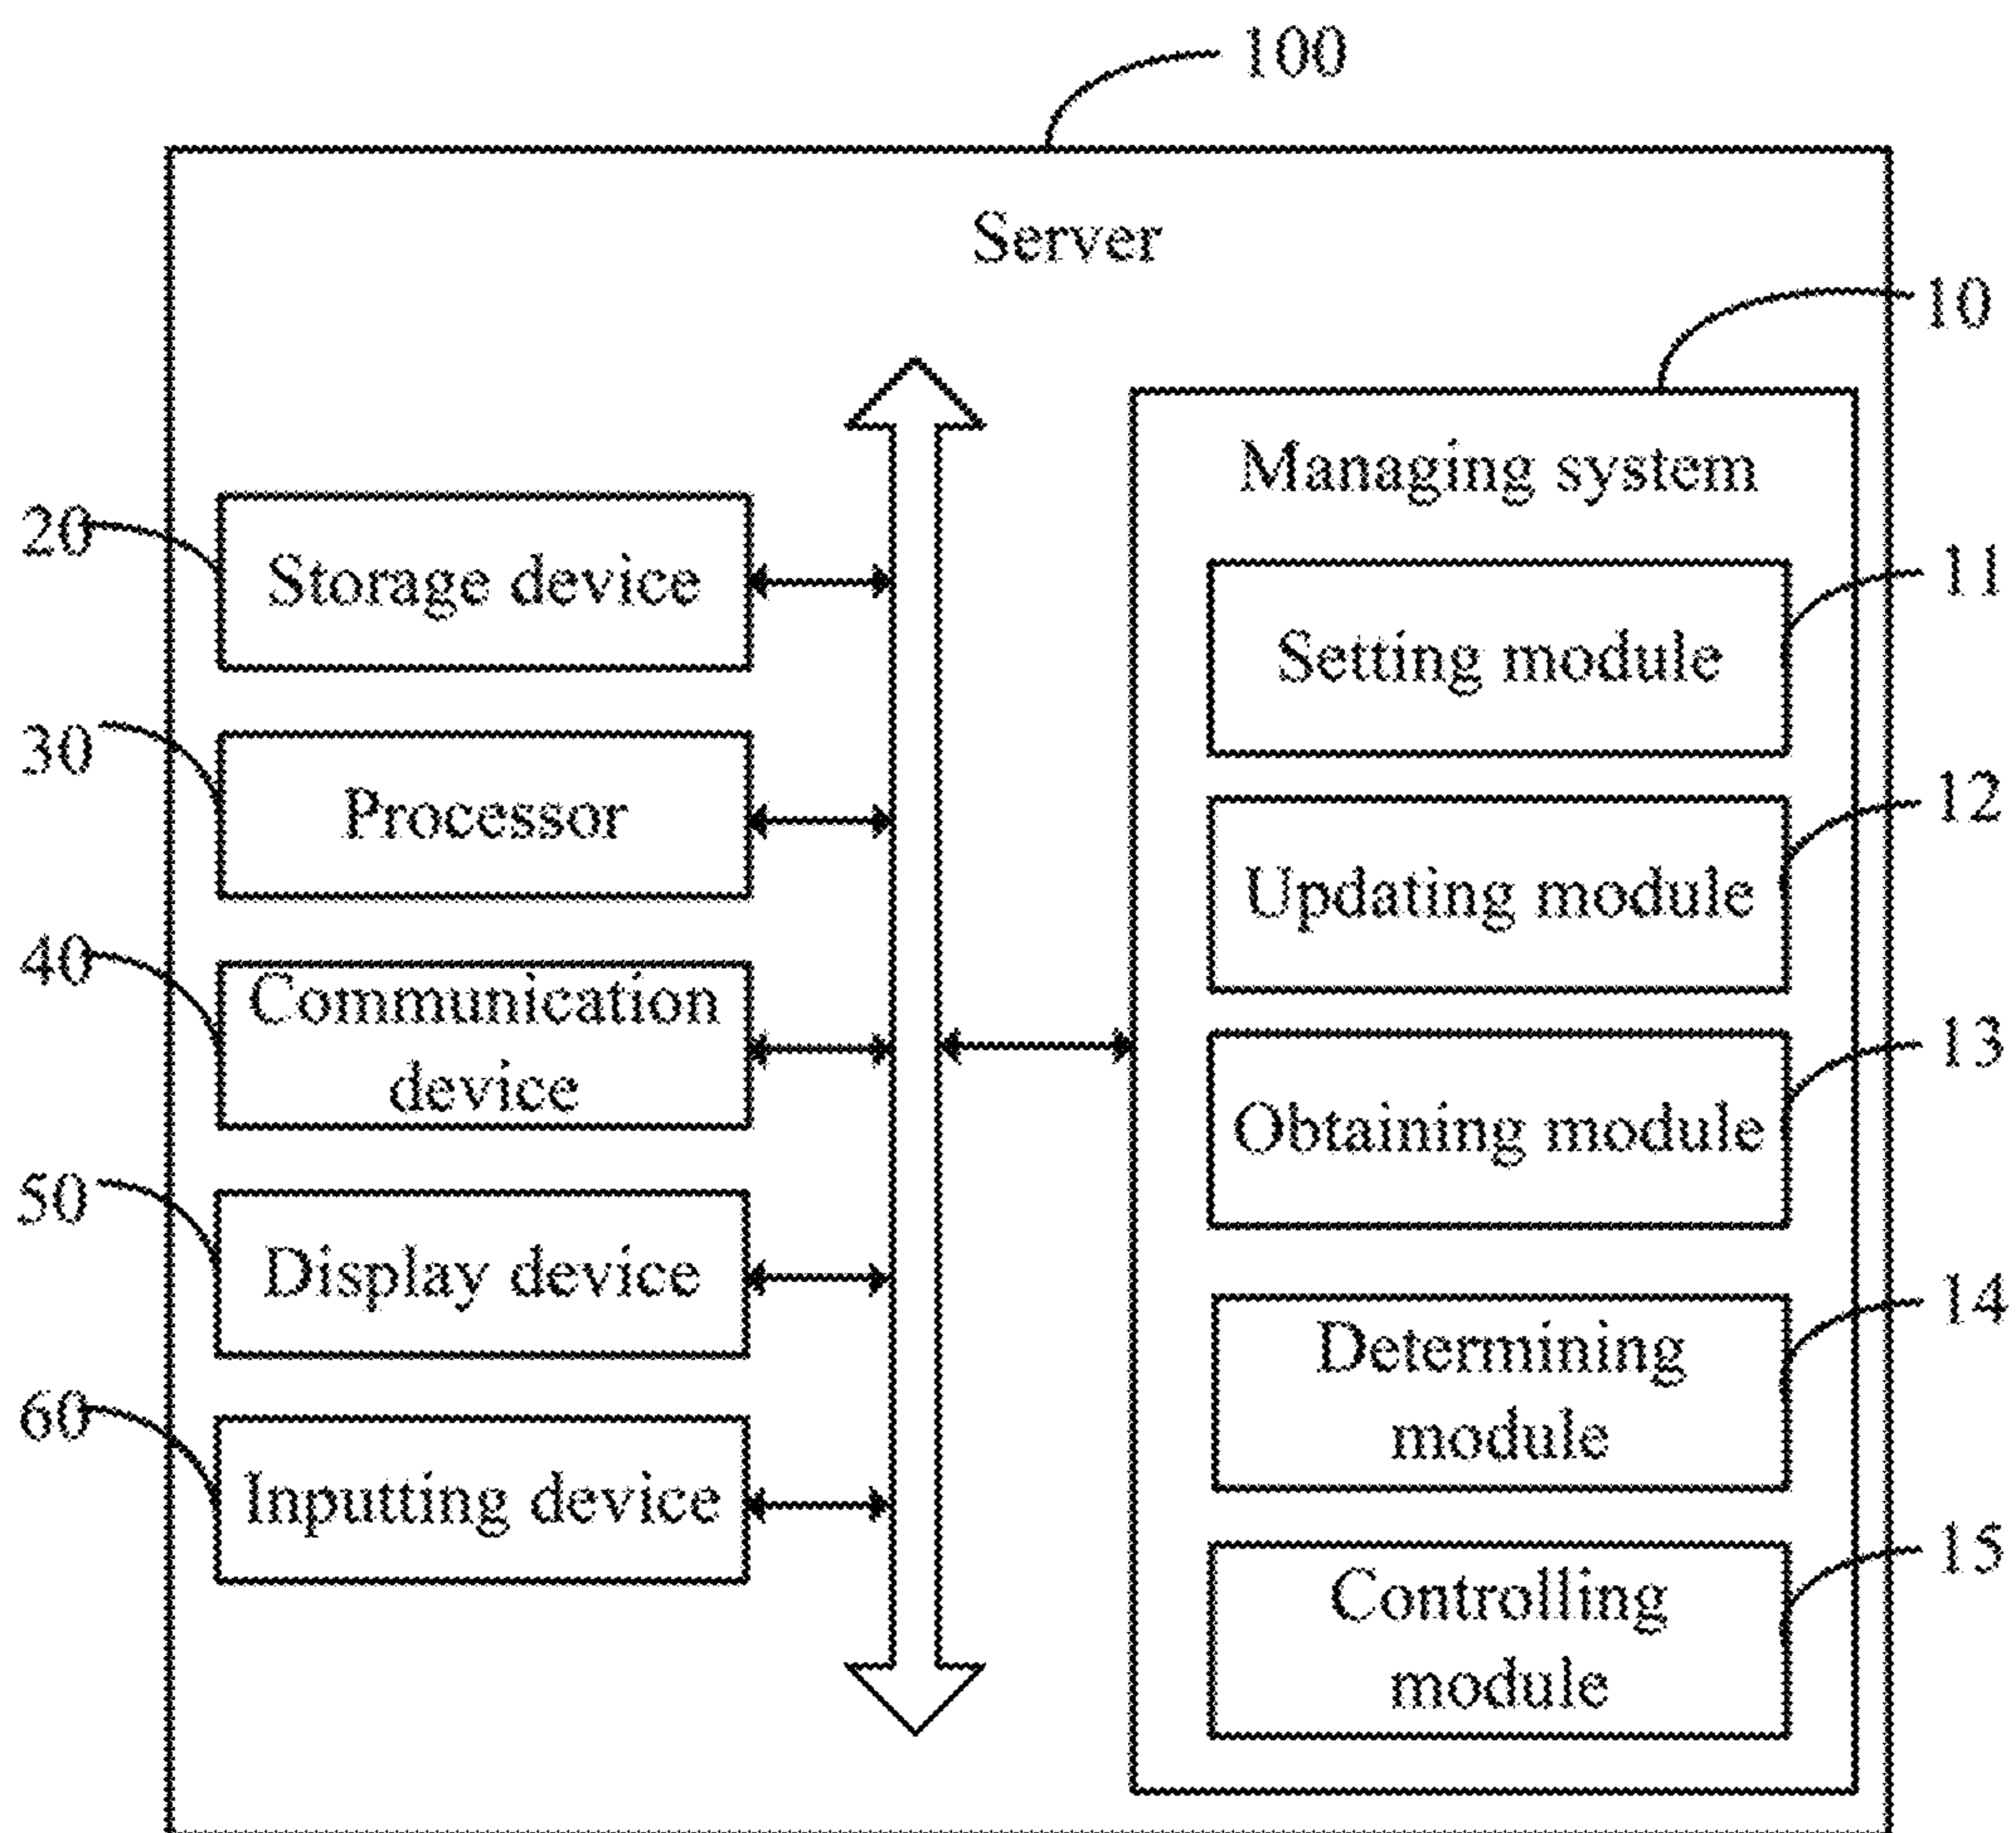 100
Server
10
Managing system
20
Storage device
11
Setting module
30
Processor
12
Updating module
40
Communication
device
13
Obtaining module
50
Display device
14
Determining
module
60
Inputting device
15
Controlling
module